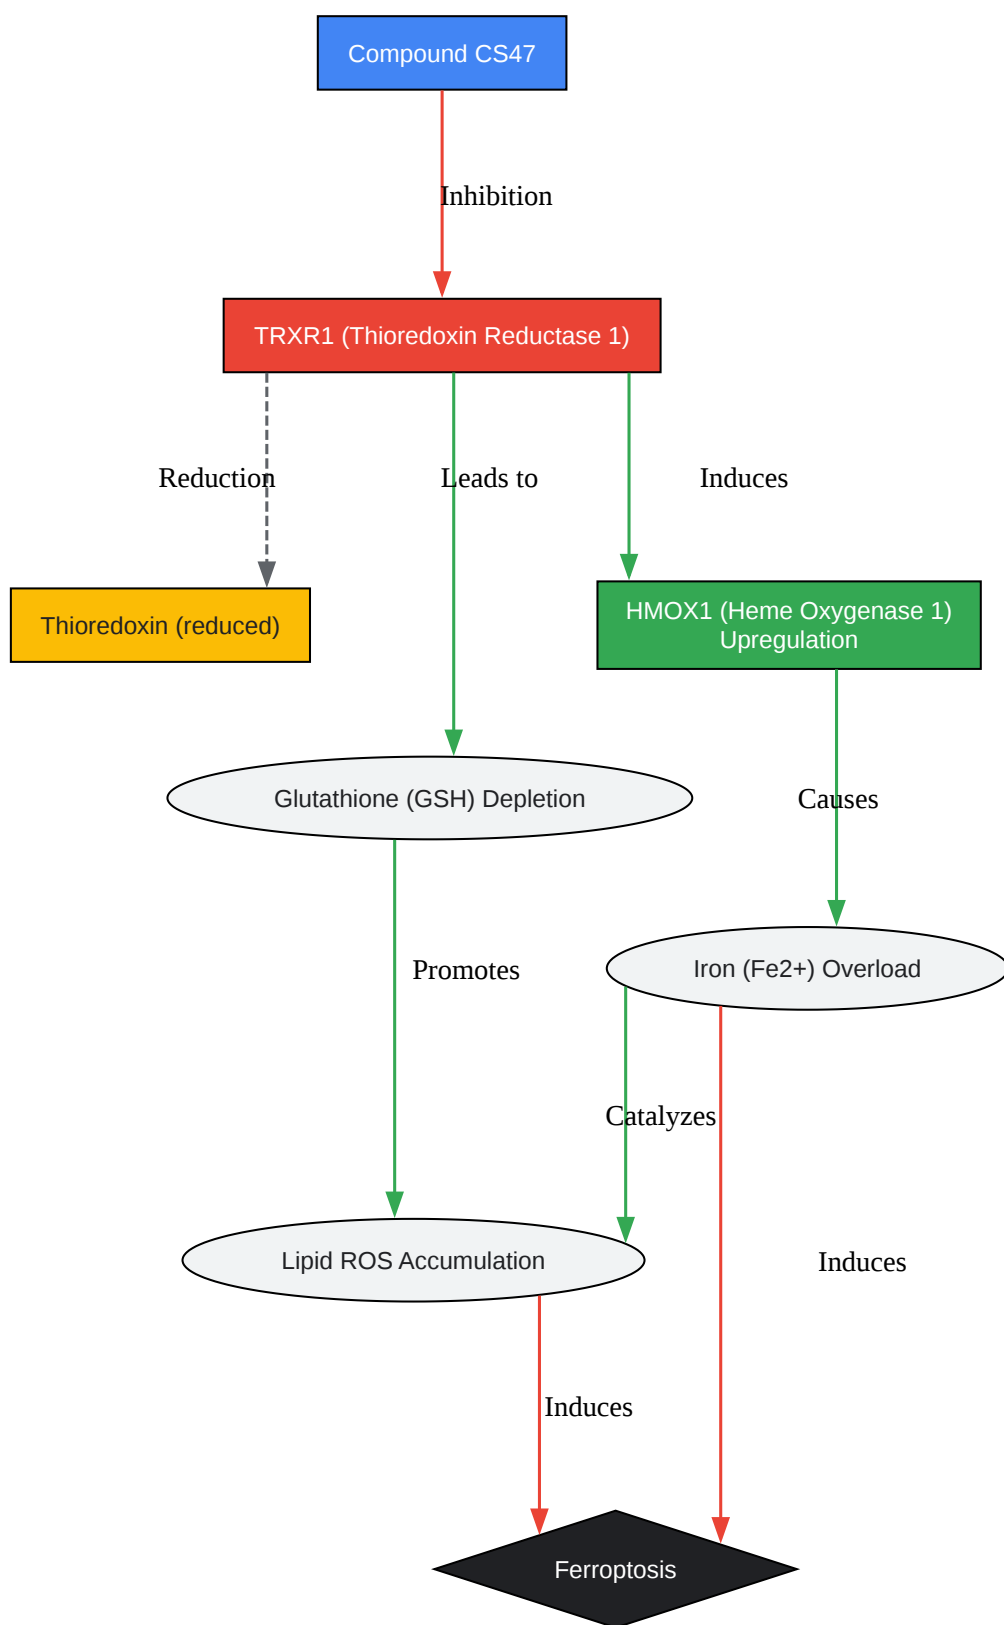 Compound CS47
Inhibition
TRXR1 (Thioredoxin Reductase 1)
Reduction
Leads to
Induces
Thioredoxin (reduced)
HMOX1 (Heme Oxygenase 1)
Upregulation
Glutathione (GSH) Depletion
Causes
Promotes
Iron (Fe2+) Overload
Catalyzes
Lipid ROS Accumulation
Induces
Induces
Ferroptosis